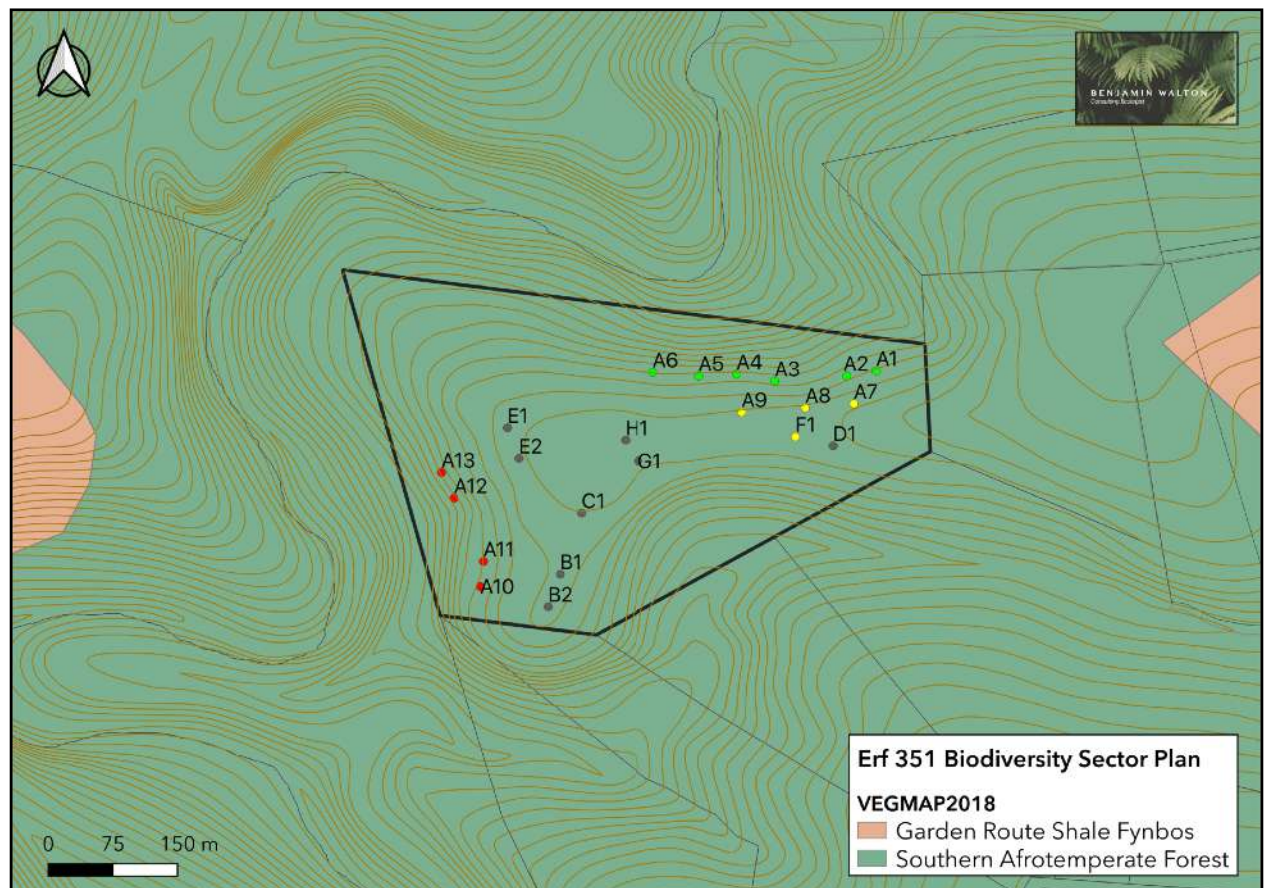 BENJAMIN WALTON
Consulting Ecologist
A6
A5
A4
A3
A2
A1
A9
A8
A7
E1
H1
F1
D1
E2
G1
A13
A12
C1
A11
B1
A10
B2
Erf 351 Biodiversity Sector Plan
VEGMAP2018
Garden Route Shale Fynbos
Southern Afrotemperate Forest
0 75 150 m